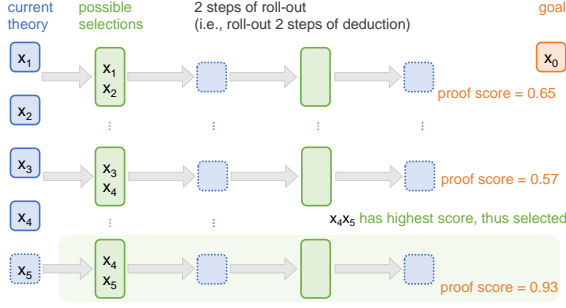 current
theory
possible
selections
2 steps of roll-out
(i.e., roll-out 2 steps of deduction)
goal
x₁
x₁
x₂
x₀
proof score = 0.65
x₂
⋮ ⋮ ⋮ ⋮
x₃
x₃
x₄
proof score = 0.57
x₄
⋮ ⋮
x₄x₅ has highest score, thus selected
x₅
x₄
x₅
proof score = 0.93